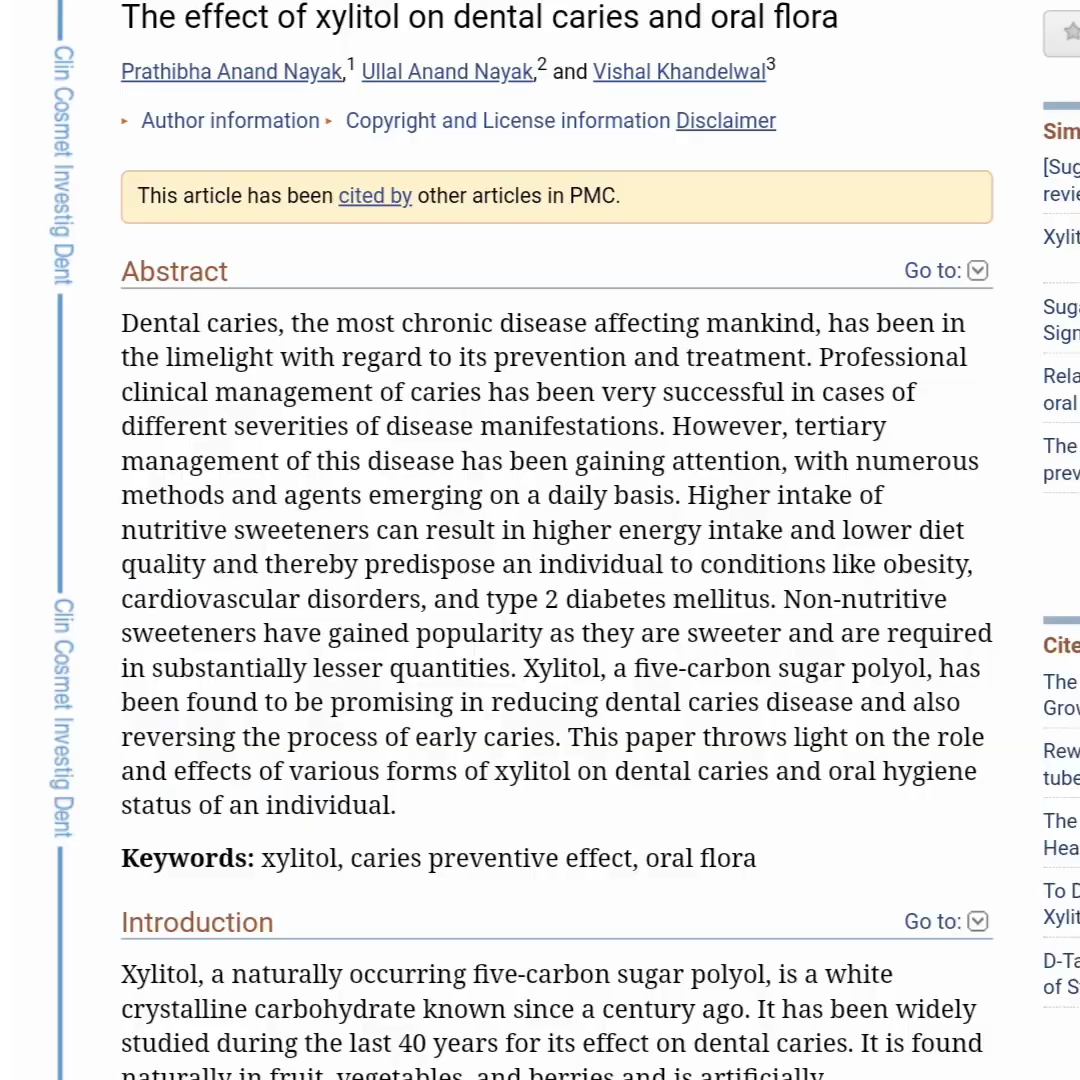 The effect of xylitol on dental caries and oral flora
Prathibha Anand Nayak,1 Ullal Anand Nayak,2 and Vishal Khandelwal3
Author information Copyright and License information Disclaimer
This article has been cited by other articles in PMC.
Abstract
Go to:
Dental caries, the most chronic disease affecting mankind, has been in
the limelight with regard to its prevention and treatment. Professional
clinical management of caries has been very successful in cases of
different severities of disease manifestations. However, tertiary
management of this disease has been gaining attention, with numerous
methods and agents emerging on a daily basis. Higher intake of
nutritive sweeteners can result in higher energy intake and lower diet
quality and thereby predispose an individual to conditions like obesity,
cardiovascular disorders, and type 2 diabetes mellitus. Non-nutritive
sweeteners have gained popularity as they are sweeter and are required
in substantially lesser quantities. Xylitol, a five-carbon sugar polyol, has
been found to be promising in reducing dental caries disease and also
reversing the process of early caries. This paper throws light on the role
and effects of various forms of xylitol on dental caries and oral hygiene
status of an individual.
Keywords: xylitol, caries preventive effect, oral flora
Introduction
Go to:
Xylitol, a naturally occurring five-carbon sugar polyol, is a white
crystalline carbohydrate known since a century ago. It has been widely
studied during the last 40 years for its effect on dental caries. It is found
naturally in fruit, vegetables, and berries and is artificially
Clin Cosmet Investig Dent
Clin Cosmet Investig Dent
Sim
[Sug
revie
Xylit
Suga
Sign
Rela
oral
The
prev
Cite
The
Grov
Rew
tube
The
Hea
To D
Xylit
D-Ta
of S